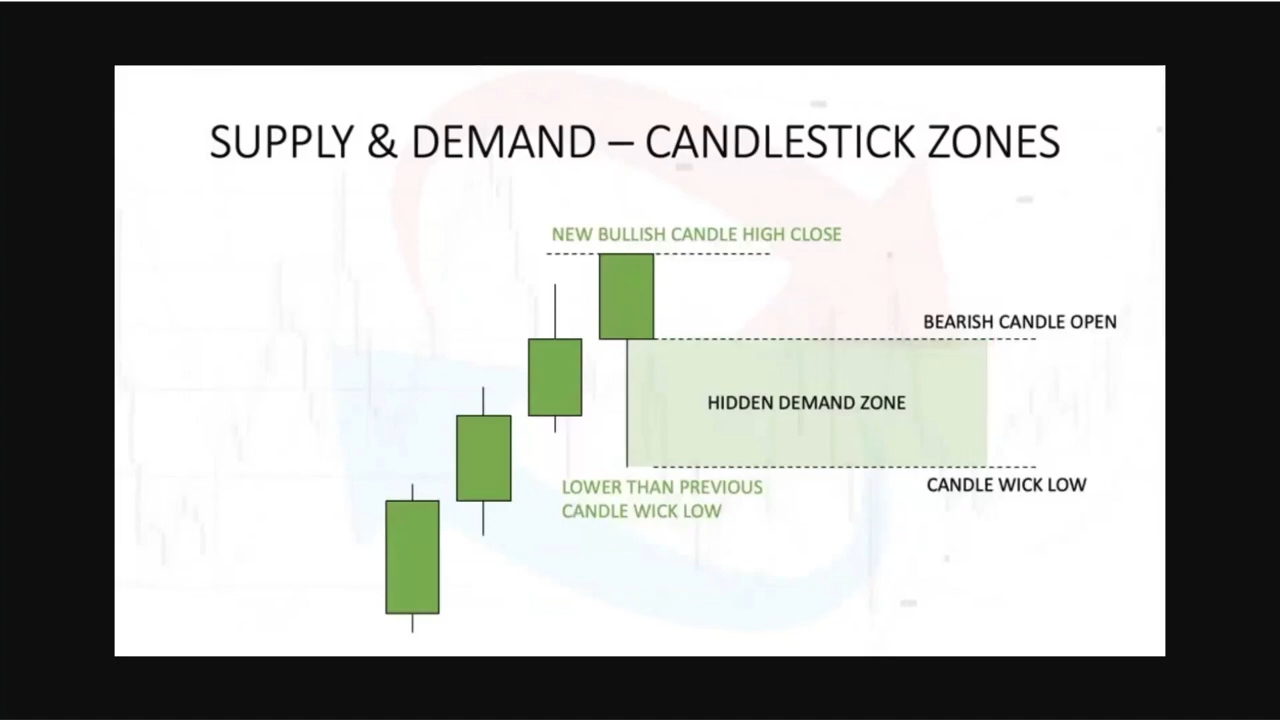 SUPPLY & DEMAND – CANDLESTICK ZONES
NEW BULLISH CANDLE HIGH CLOSE
BEARISH CANDLE OPEN
HIDDEN DEMAND ZONE
CANDLE WICK LOW
LOWER THAN PREVIOUS
CANDLE WICK LOW